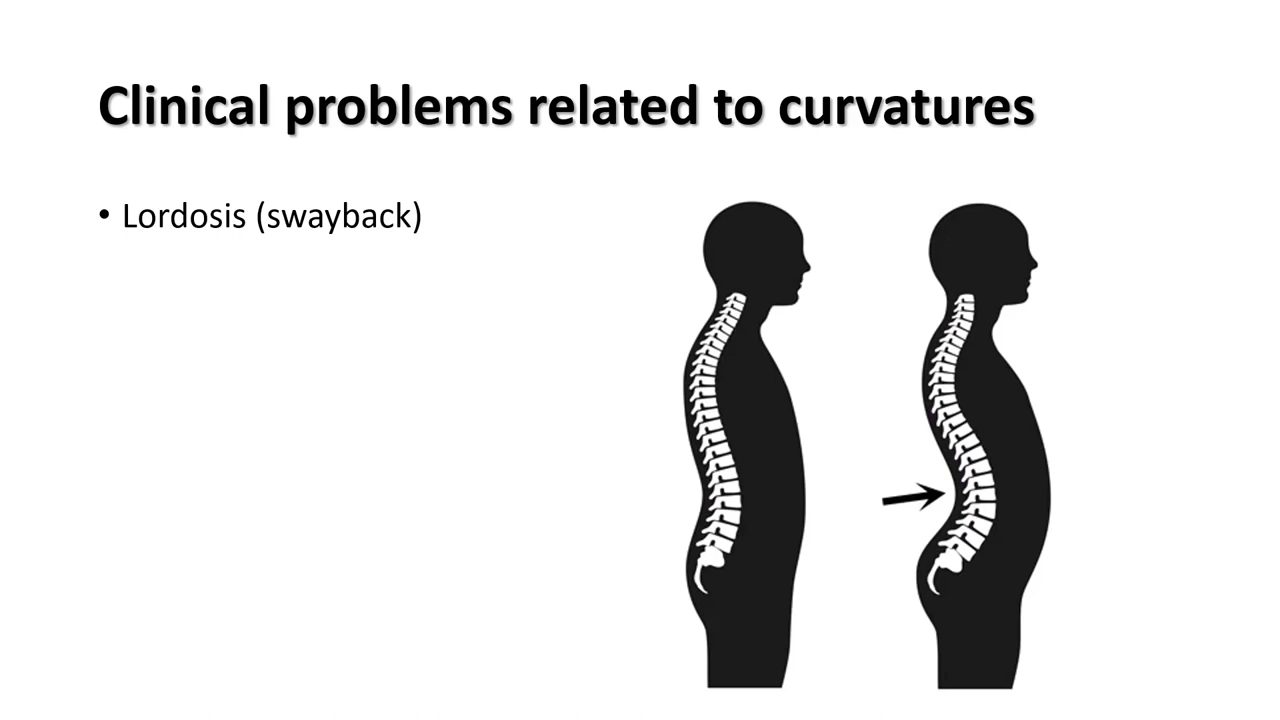 Clinical problems related to curvatures
• Lordosis (swayback)